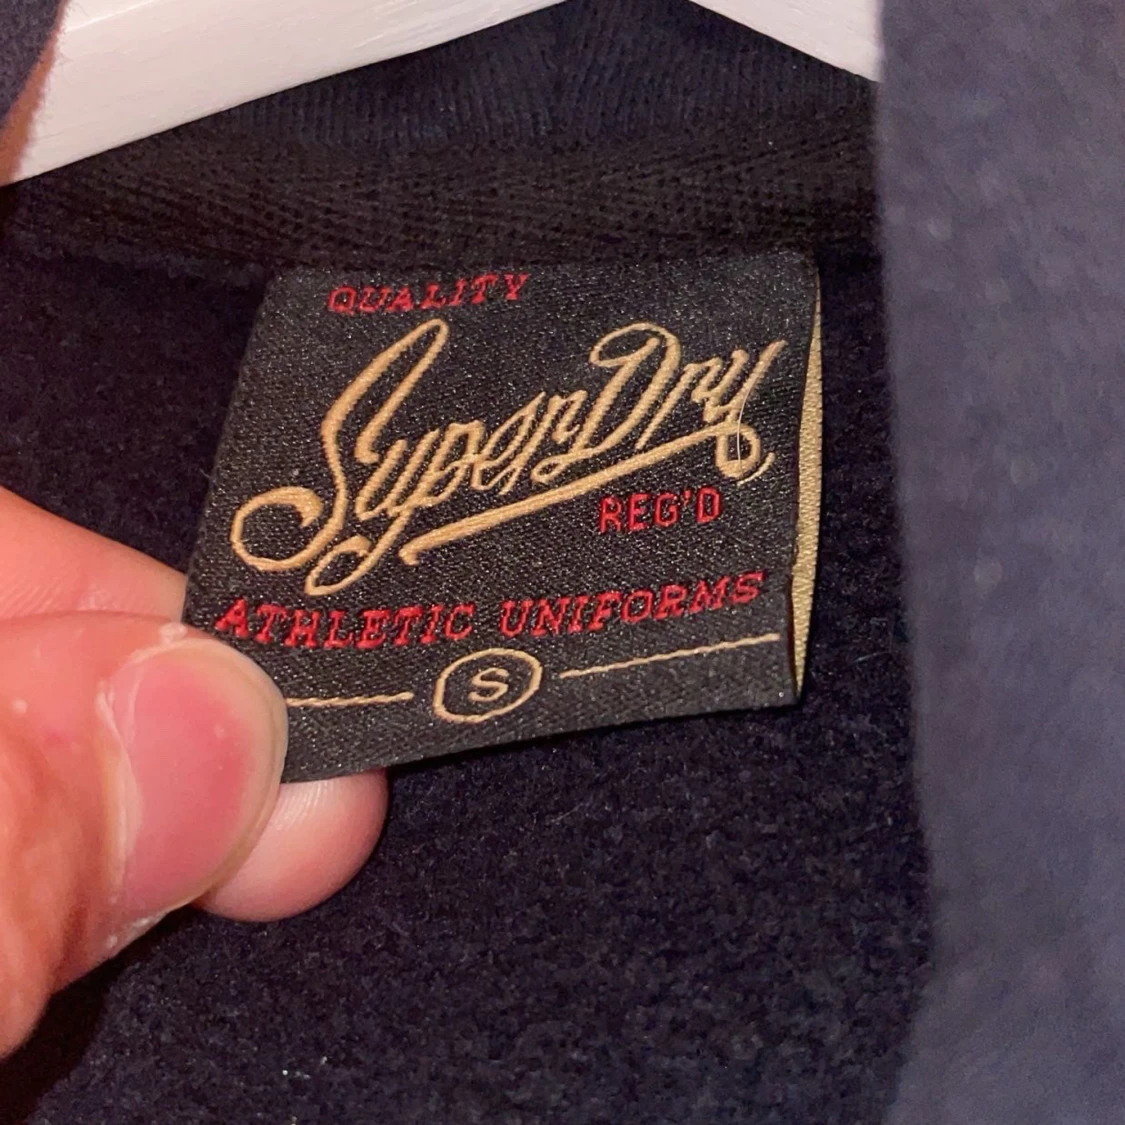 QUALITY
SuperDry
REG'D
ATHLETIC UNIFORMS
S